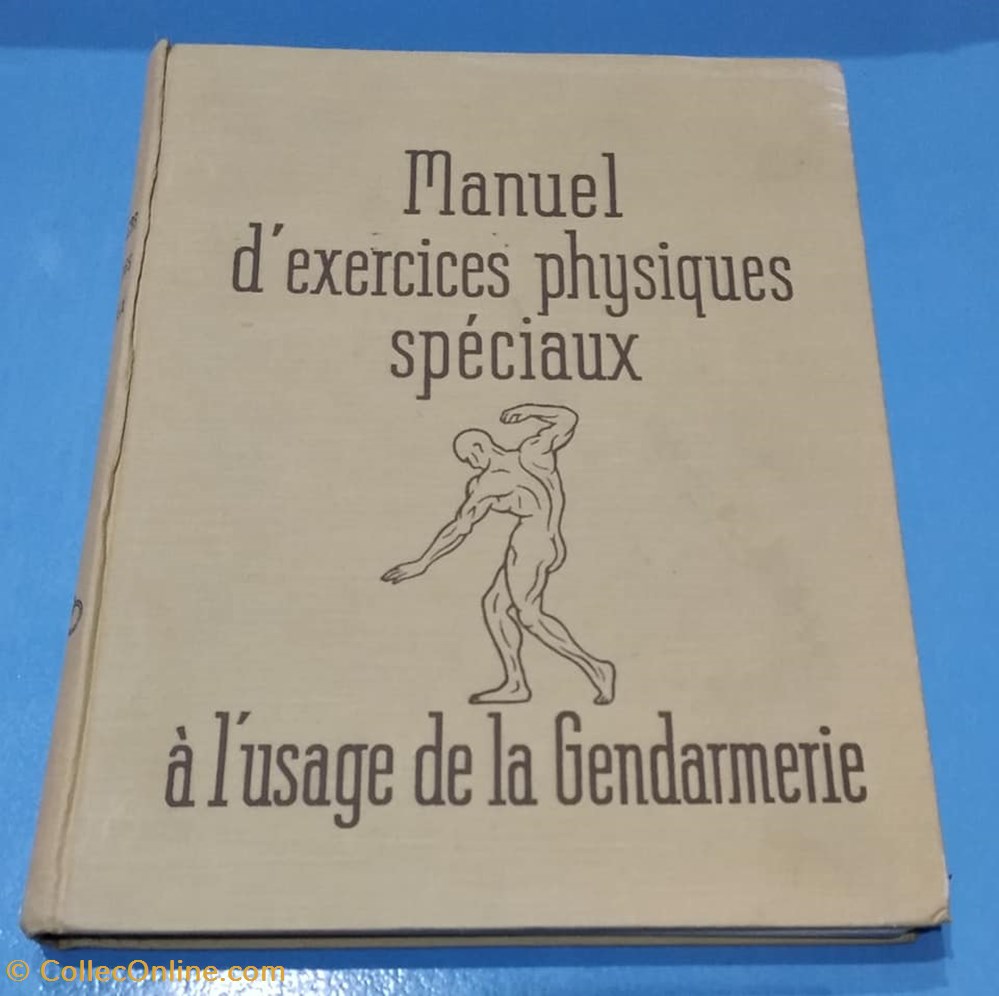 Manuel
d'exercices physiques
spéciaux
à l'usage de la Gendarmerie
© CollecOnline.com